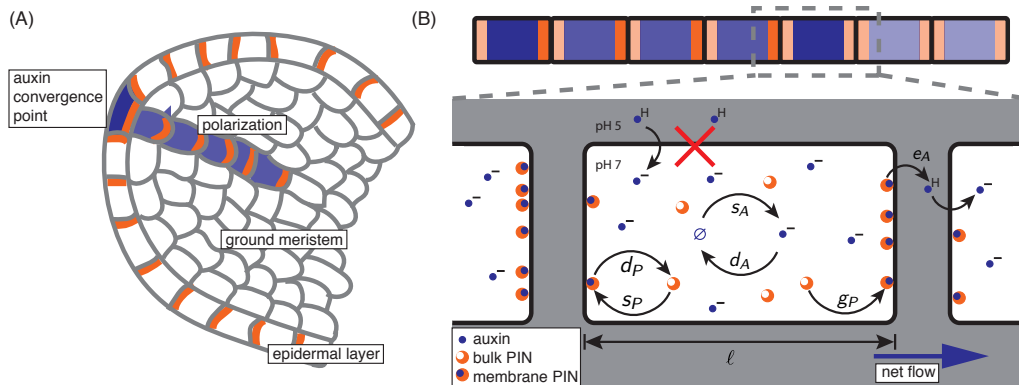 (A)
auxin
convergence
point
polarization
ground meristem
epidermal layer
(B)
pH 5
pH 7
H
H
−
−
−
−
−
−
−
−
−
−
e_A
H
−
−
s_A
∅
d_A
d_P
s_P
g_P
auxin
bulk PIN
membrane PIN
ℓ
net flow